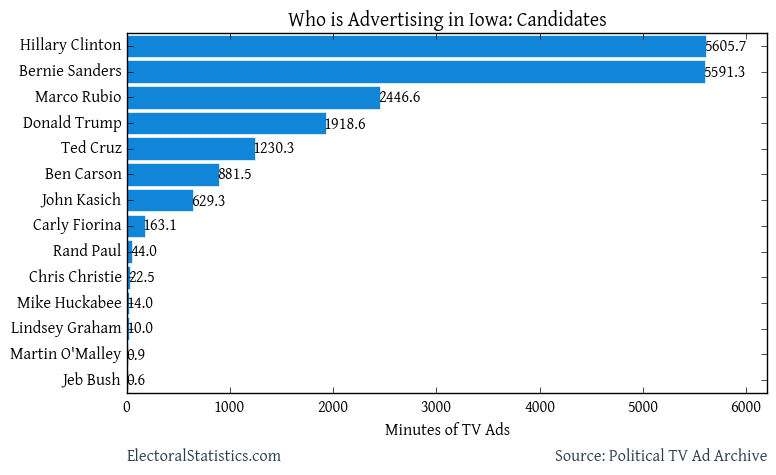 Who is Advertising in Iowa: Candidates
Hillary Clinton 5605.7
Bernie Sanders 5591.3
Marco Rubio 2446.6
Donald Trump 1918.6
Ted Cruz 1230.3
Ben Carson 881.5
John Kasich 629.3
Carly Fiorina 163.1
Rand Paul 44.0
Chris Christie 22.5
Mike Huckabee 14.0
Lindsey Graham 10.0
Martin O'Malley 0.9
Jeb Bush 0.6
0 1000 2000 3000 4000 5000 6000
Minutes of TV Ads
ElectoralStatistics.com Source: Political TV Ad Archive